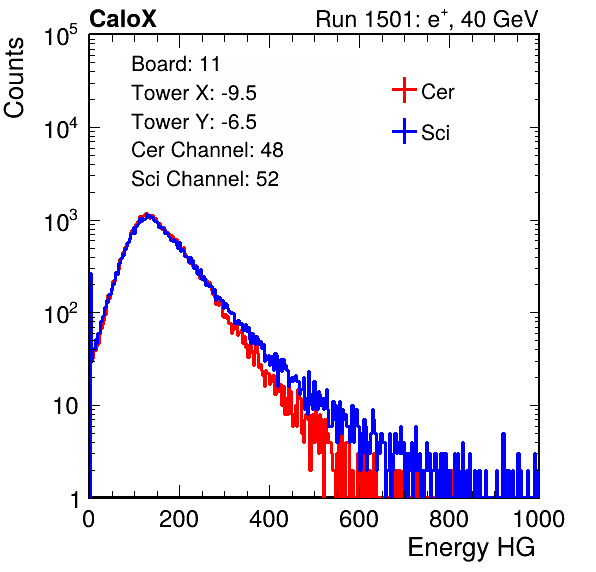 CaloX Run 1501: e⁺, 40 GeV
Counts
Board: 11
Tower X: -9.5
Tower Y: -6.5
Cer Channel: 48
Sci Channel: 52
Cer
Sci
10⁵
10⁴
10³
10²
10
1
0 200 400 600 800 1000
Energy HG